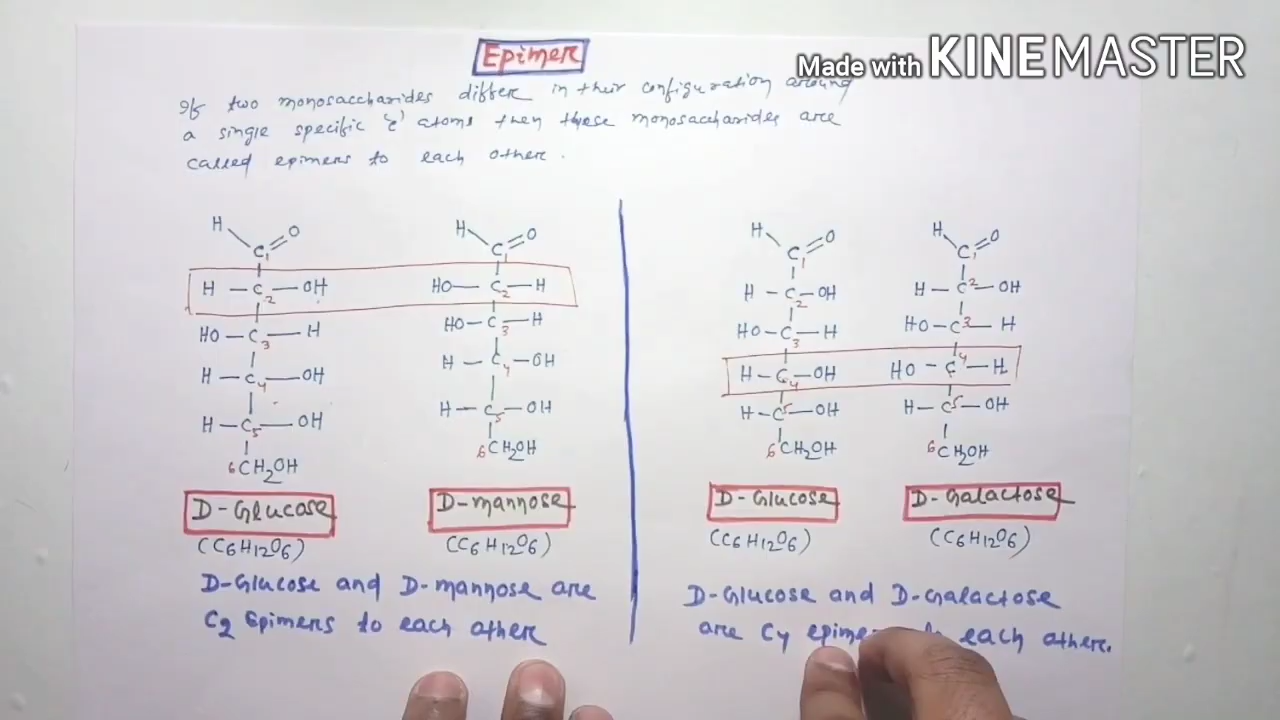 Epimer
Made with KINEMASTER
If two monosaccharides differ in their configuration around
a single specific 'c' atoms then these monosaccharides are
called epimers to each other.
H O H O H O H O
C1 C1 C1 C1
H – C2 – OH HO – C2 – H H – C2 – OH H – C2 – OH
HO – C3 – H HO – C3 – H HO – C3 – H HO – C3 – H
H – C4 – OH H – C4 – OH H – C4 – OH HO – C4 – H
H – C5 – OH H – C5 – OH H – C5 – OH H – C5 – OH
6CH2OH 6CH2OH 6CH2OH 6CH2OH
D-Glucose D-mannose D-Glucose D-Galactose
(C6H12O6) (C6H12O6) (C6H12O6) (C6H12O6)
D-Glucose and D-mannose are
C2 Epimers to each other
D-Glucose and D-Galactose
are C4 epime each other.